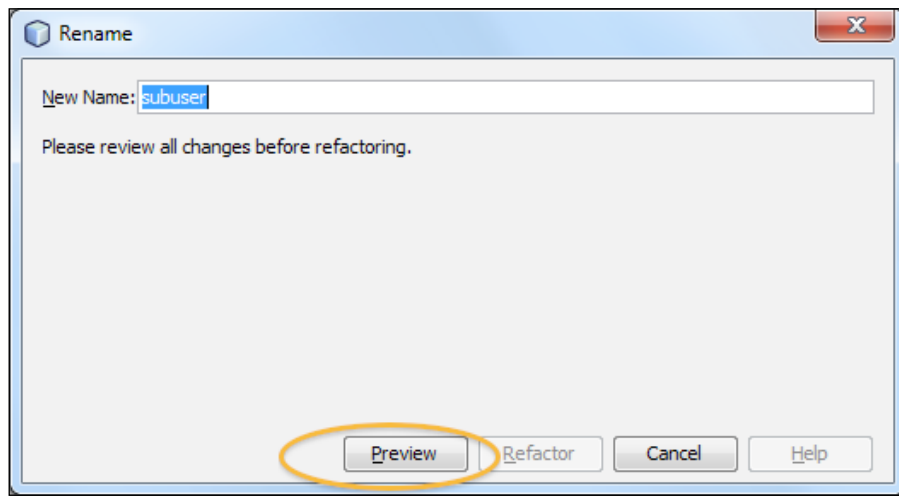 Rename
New Name: subuser
Please review all changes before refactoring.
Preview Refactor Cancel Help